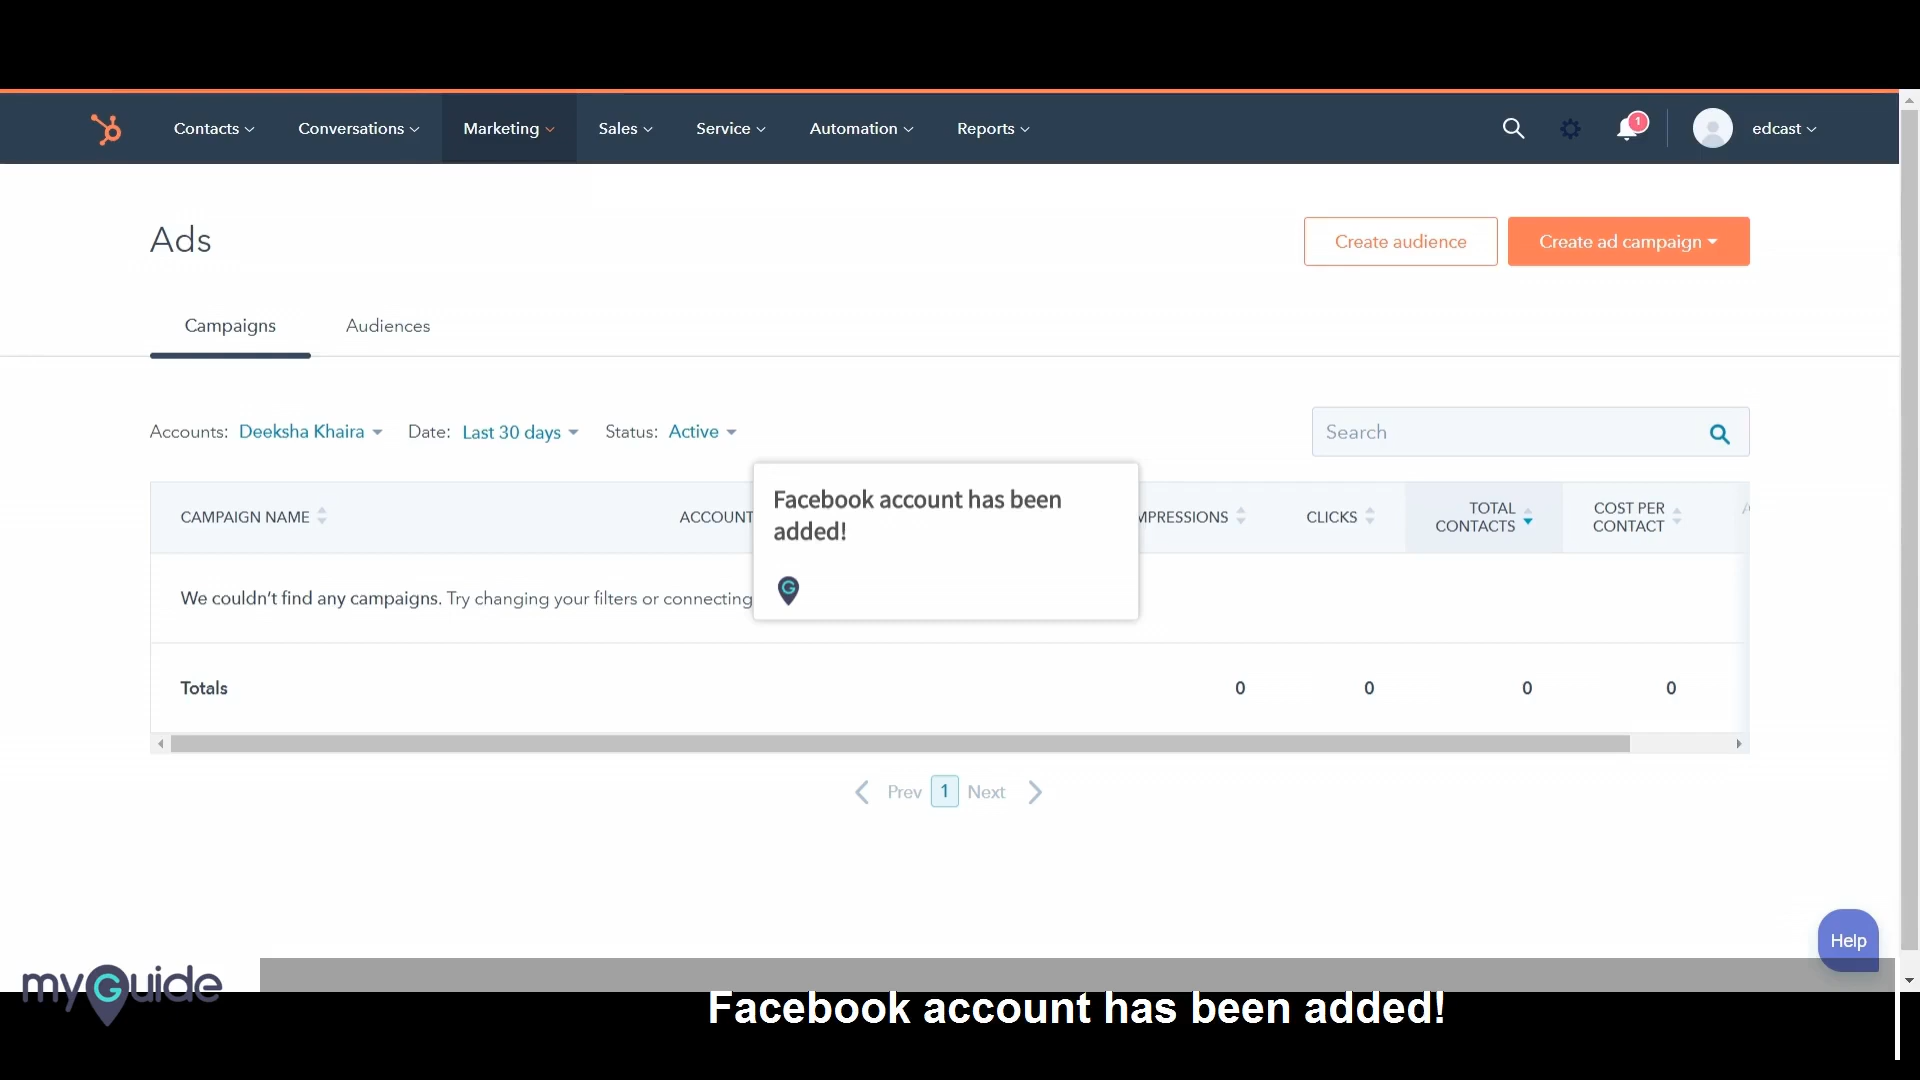 Contacts Conversations Marketing Sales Service Automation Reports 1 edcast
Ads
Create audience Create ad campaign
Campaigns Audiences
Accounts: Deeksha Khaira Date: Last 30 days Status: Active Search
CAMPAIGN NAME ACCOUNT MPRESSIONS CLICKS TOTAL CONTACTS COST PER CONTACT
Facebook account has been
added!
G
We couldn't find any campaigns. Try changing your filters or connecting
Totals 0 0 0 0
Prev 1 Next
Help
myGuide
Facebook account has been added!